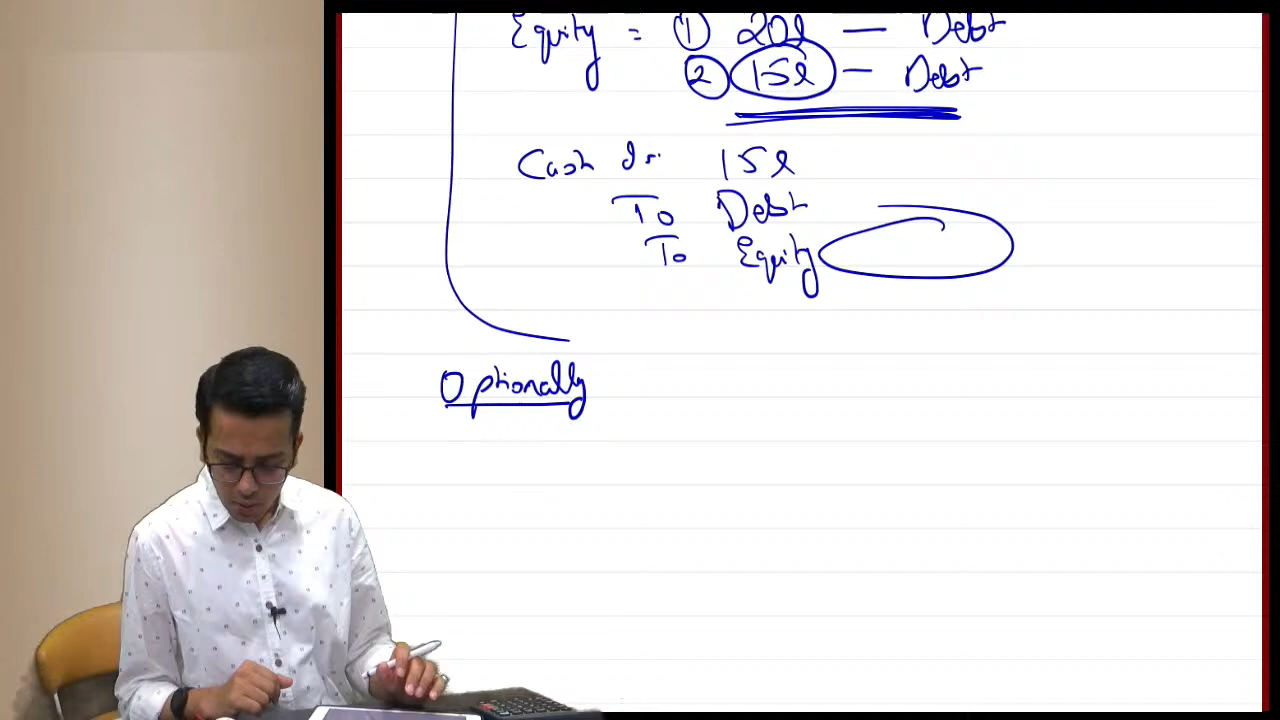 Equity = ① 20l — Debt
② 15l — Debt
Cash Dr. 15l
To Debt
To Equity
Optionally